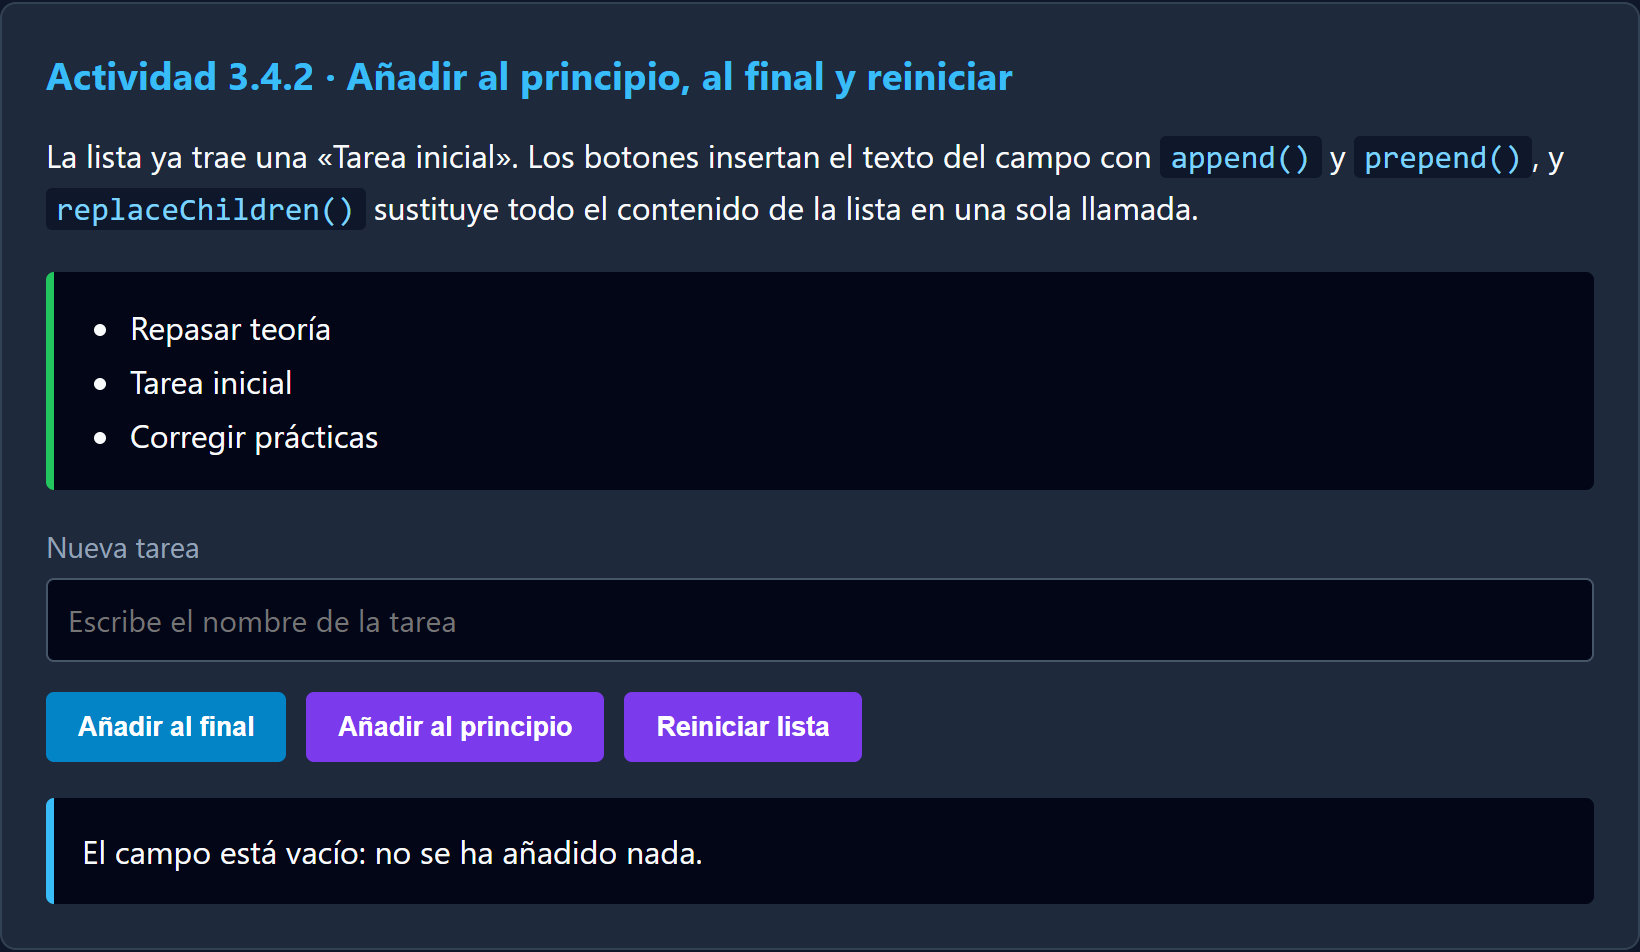 Actividad 3.4.2 · Añadir al principio, al final y reiniciar
La lista ya trae una «Tarea inicial». Los botones insertan el texto del campo con append() y prepend(), y
replaceChildren() sustituye todo el contenido de la lista en una sola llamada.
• Repasar teoría
• Tarea inicial
• Corregir prácticas
Nueva tarea
Escribe el nombre de la tarea
Añadir al final Añadir al principio Reiniciar lista
El campo está vacío: no se ha añadido nada.